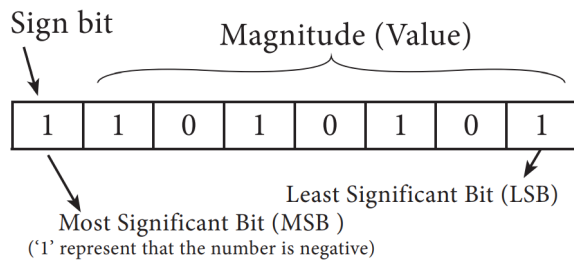 Sign bit
Magnitude (Value)
1 1 0 1 0 1 0 1
Least Significant Bit (LSB)
Most Significant Bit (MSB )
(‘1’ represent that the number is negative)